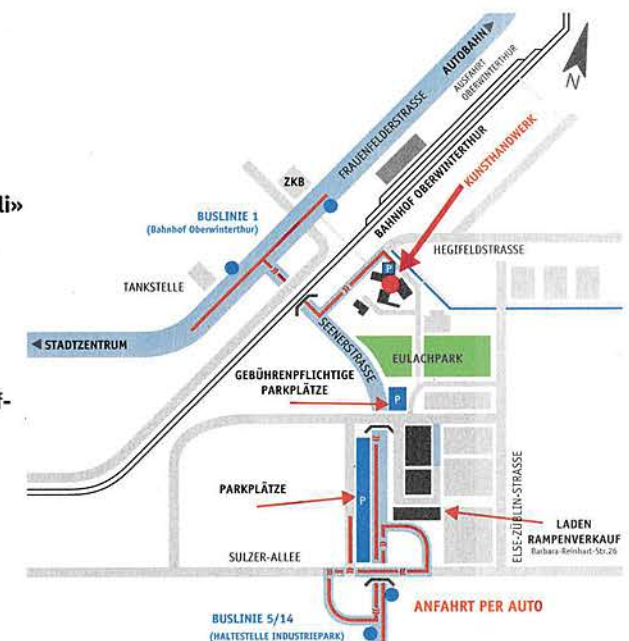 AUTOBAHN
AUSFAHRT
OBERWINTERTHUR
N
FRAUENFELDERSTRASSE
KUNSTHANDWERK
ZKB
BAHNHOF OBERWINTERTHUR
li»
BUSLINIE 1
(Bahnhof Oberwinterthur)
HEGIFELDSTRASSE
P
TANKSTELLE
STADTZENTRUM
SEENERSTRASSE
EULACHPARK
GEBÜHRENPFLICHTIGE
PARKPLÄTZE
P
f-
PARKPLÄTZE
P
ELSE-ZÜBLIN-STRASSE
LADEN
RAMPENVERKAUF
Barbara-Reinhart-Str.26
SULZER-ALLEE
ANFAHRT PER AUTO
BUSLINIE 5/14
(HALTESTELLE INDUSTRIEPARK)